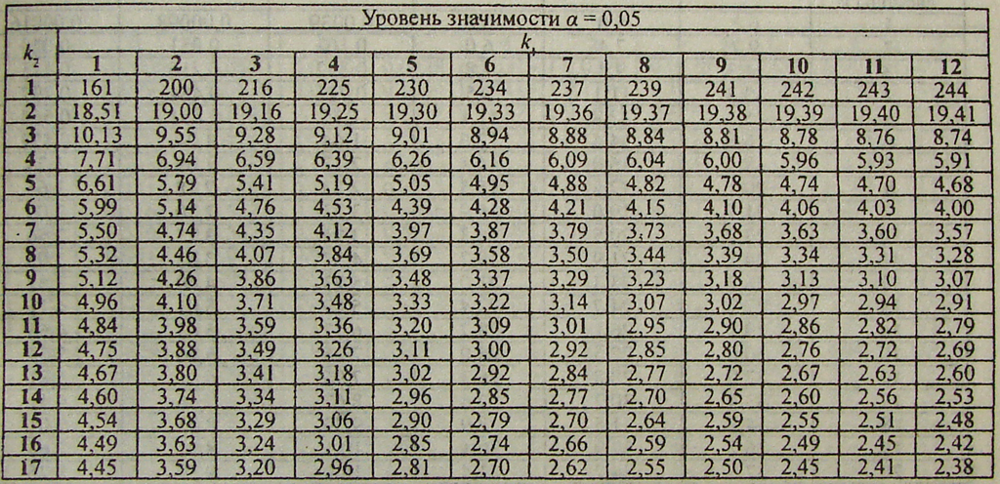 Уровень значимости α = 0,05
k₂ k₁
1 2 3 4 5 6 7 8 9 10 11 12
1 161 200 216 225 230 234 237 239 241 242 243 244
2 18,51 19,00 19,16 19,25 19,30 19,33 19,36 19,37 19,38 19,39 19,40 19,41
3 10,13 9,55 9,28 9,12 9,01 8,94 8,88 8,84 8,81 8,78 8,76 8,74
4 7,71 6,94 6,59 6,39 6,26 6,16 6,09 6,04 6,00 5,96 5,93 5,91
5 6,61 5,79 5,41 5,19 5,05 4,95 4,88 4,82 4,78 4,74 4,70 4,68
6 5,99 5,14 4,76 4,53 4,39 4,28 4,21 4,15 4,10 4,06 4,03 4,00
7 5,50 4,74 4,35 4,12 3,97 3,87 3,79 3,73 3,68 3,63 3,60 3,57
8 5,32 4,46 4,07 3,84 3,69 3,58 3,50 3,44 3,39 3,34 3,31 3,28
9 5,12 4,26 3,86 3,63 3,48 3,37 3,29 3,23 3,18 3,13 3,10 3,07
10 4,96 4,10 3,71 3,48 3,33 3,22 3,14 3,07 3,02 2,97 2,94 2,91
11 4,84 3,98 3,59 3,36 3,20 3,09 3,01 2,95 2,90 2,86 2,82 2,79
12 4,75 3,88 3,49 3,26 3,11 3,00 2,92 2,85 2,80 2,76 2,72 2,69
13 4,67 3,80 3,41 3,18 3,02 2,92 2,84 2,77 2,72 2,67 2,63 2,60
14 4,60 3,74 3,34 3,11 2,96 2,85 2,77 2,70 2,65 2,60 2,56 2,53
15 4,54 3,68 3,29 3,06 2,90 2,79 2,70 2,64 2,59 2,55 2,51 2,48
16 4,49 3,63 3,24 3,01 2,85 2,74 2,66 2,59 2,54 2,49 2,45 2,42
17 4,45 3,59 3,20 2,96 2,81 2,70 2,62 2,55 2,50 2,45 2,41 2,38